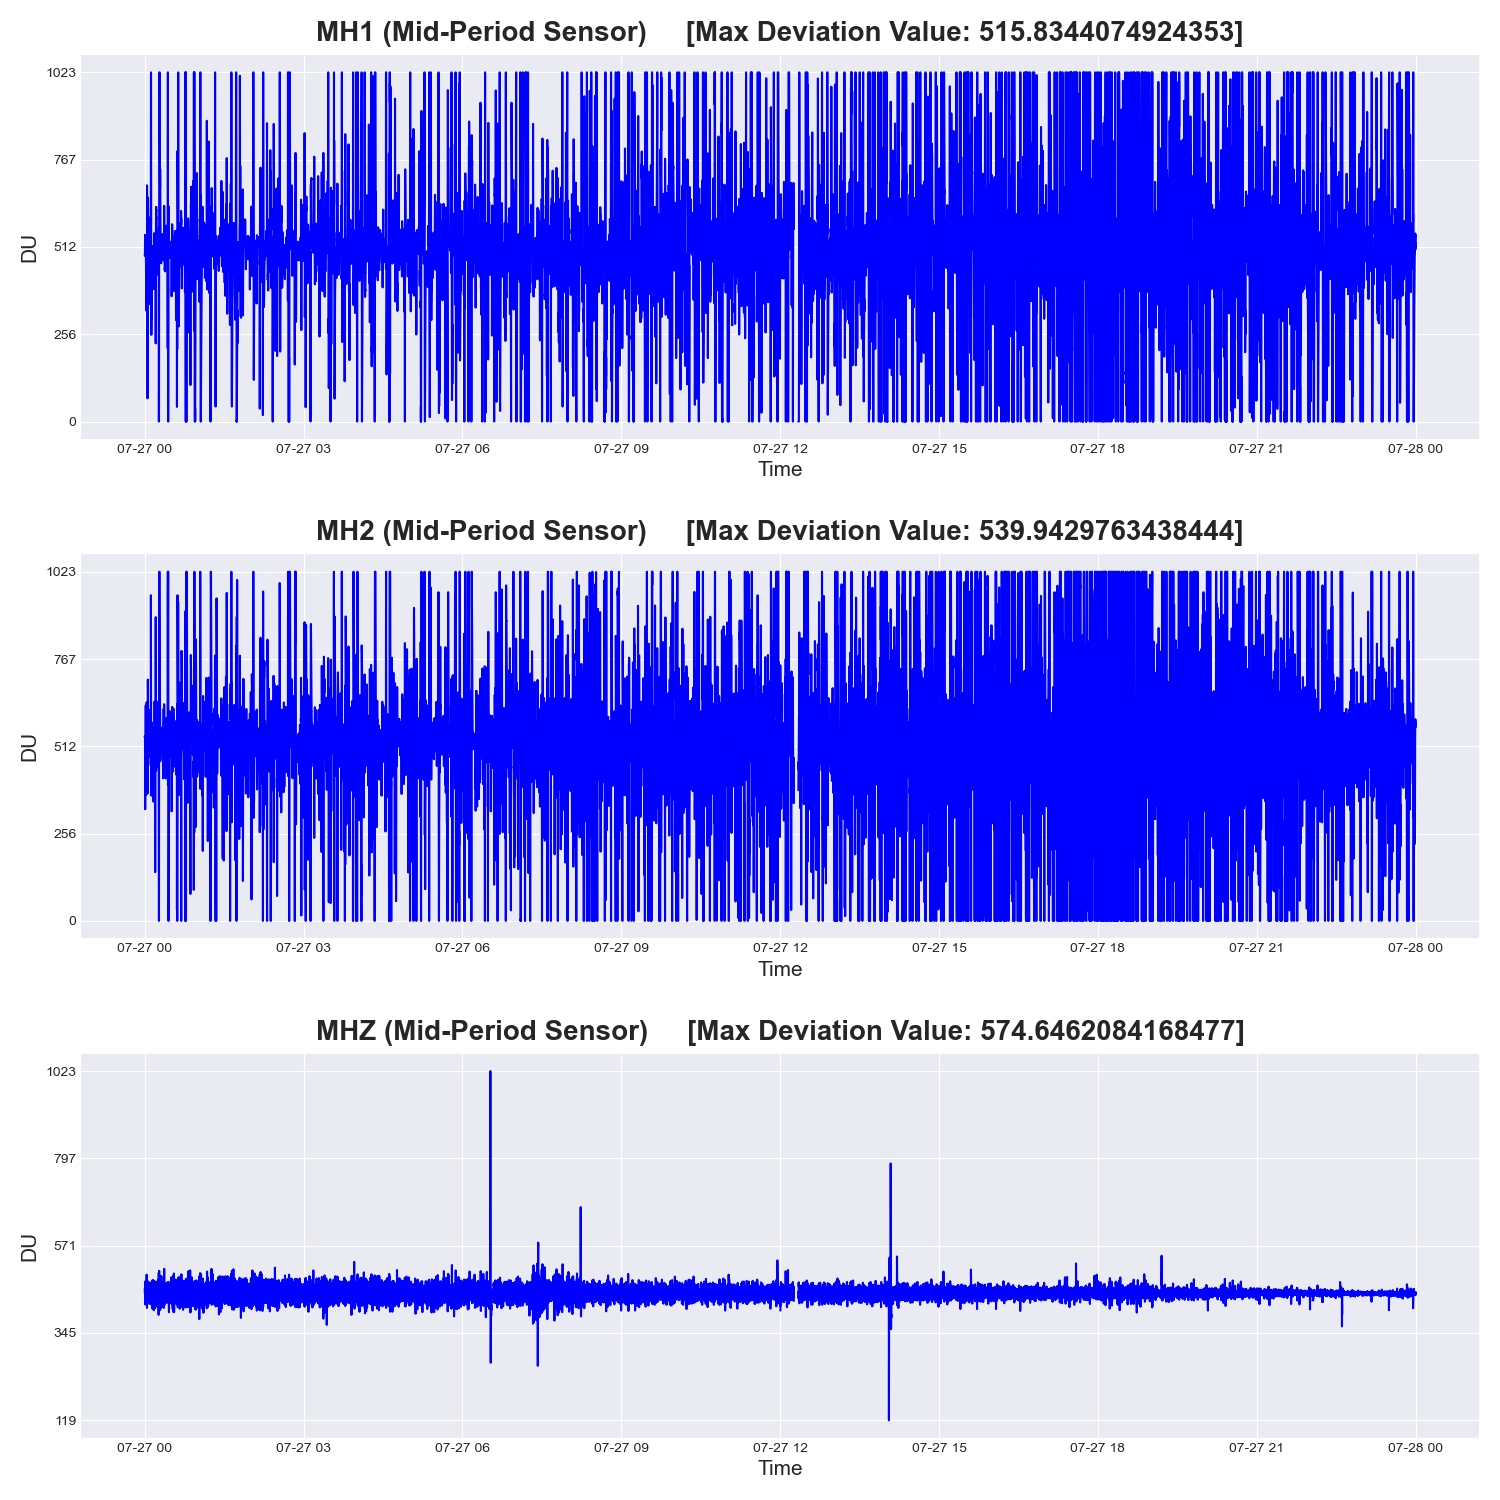 MH1 (Mid-Period Sensor) [Max Deviation Value: 515.8344074924353]
1023
767
512
256
0
DU
07-27 00 07-27 03 07-27 06 07-27 09 07-27 12 07-27 15 07-27 18 07-27 21 07-28 00
Time
MH2 (Mid-Period Sensor) [Max Deviation Value: 539.9429763438444]
1023
767
512
256
0
DU
07-27 00 07-27 03 07-27 06 07-27 09 07-27 12 07-27 15 07-27 18 07-27 21 07-28 00
Time
MHZ (Mid-Period Sensor) [Max Deviation Value: 574.6462084168477]
1023
797
571
345
119
DU
07-27 00 07-27 03 07-27 06 07-27 09 07-27 12 07-27 15 07-27 18 07-27 21 07-28 00
Time